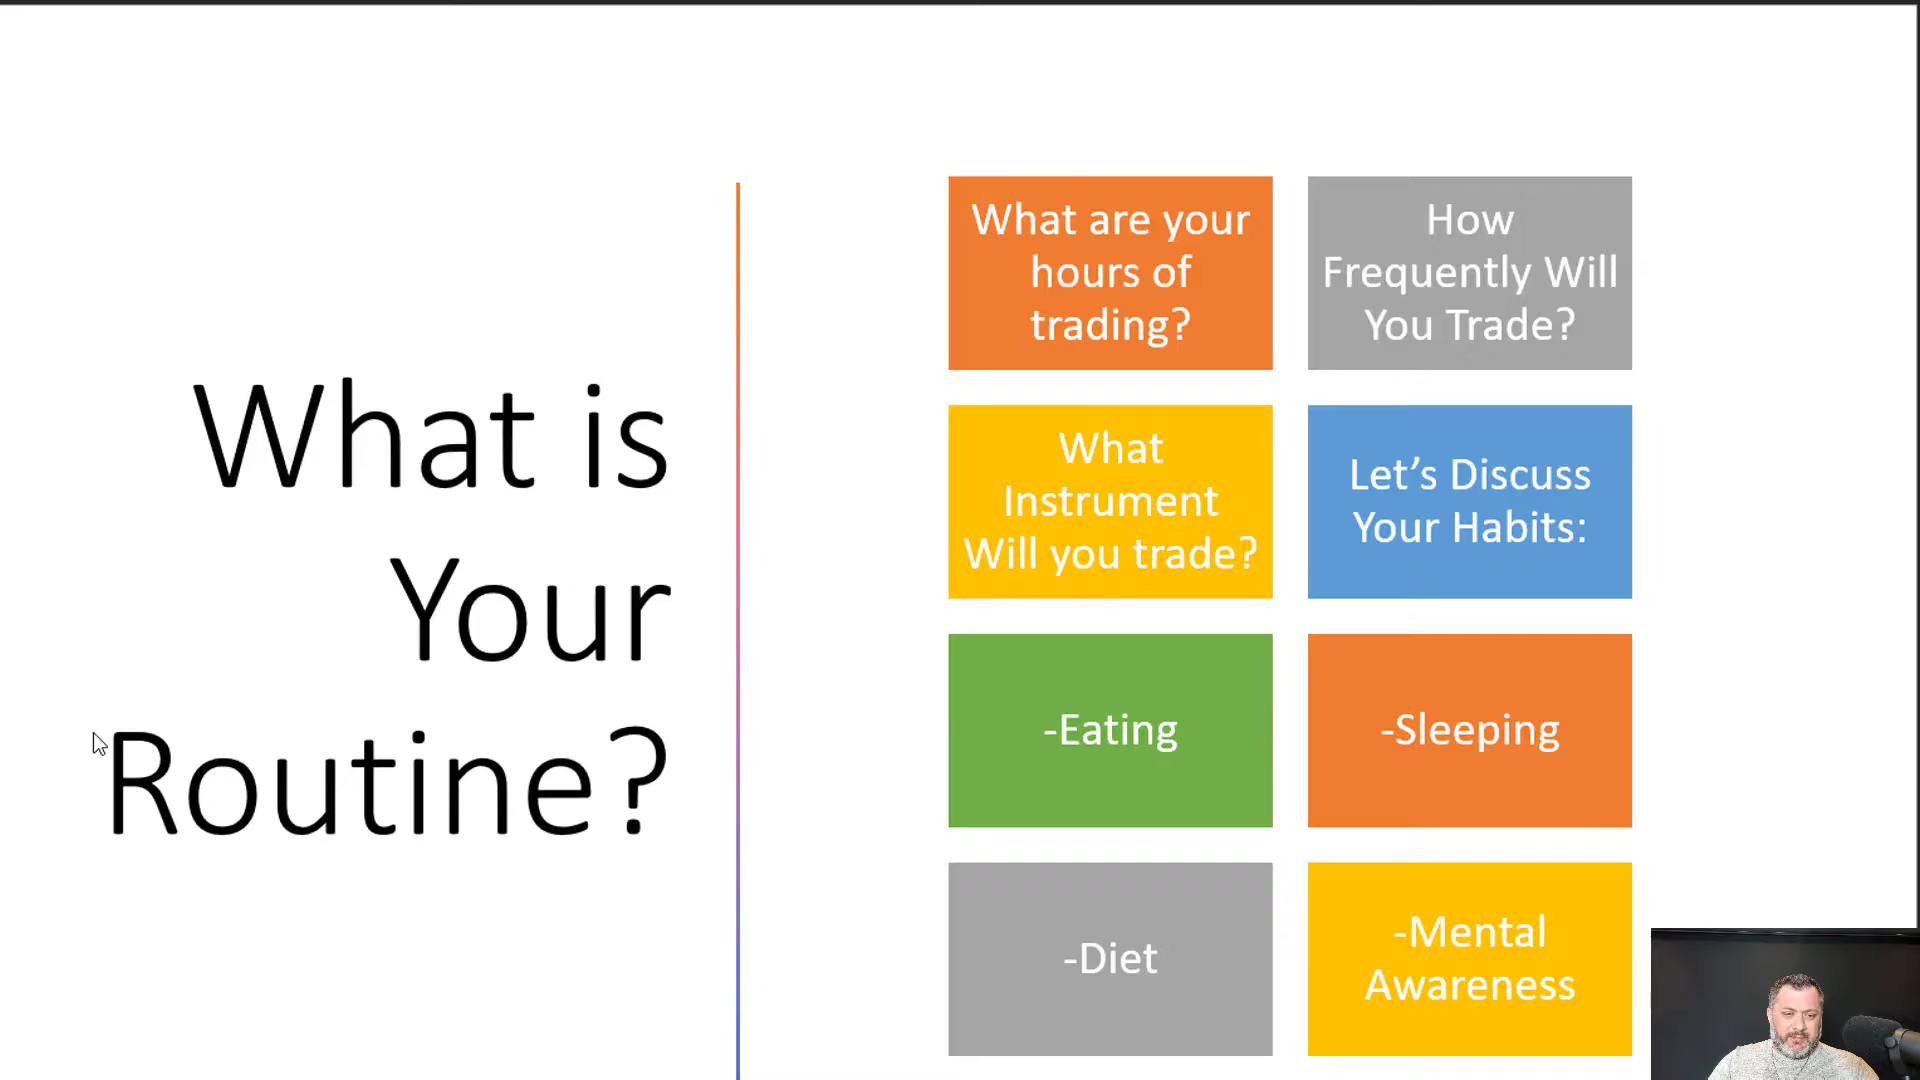 What is
Your
Routine?
What are your
hours of
trading?
How
Frequently Will
You Trade?
What
Instrument
Will you trade?
Let’s Discuss
Your Habits:
-Eating
-Sleeping
-Diet
-Mental
Awareness